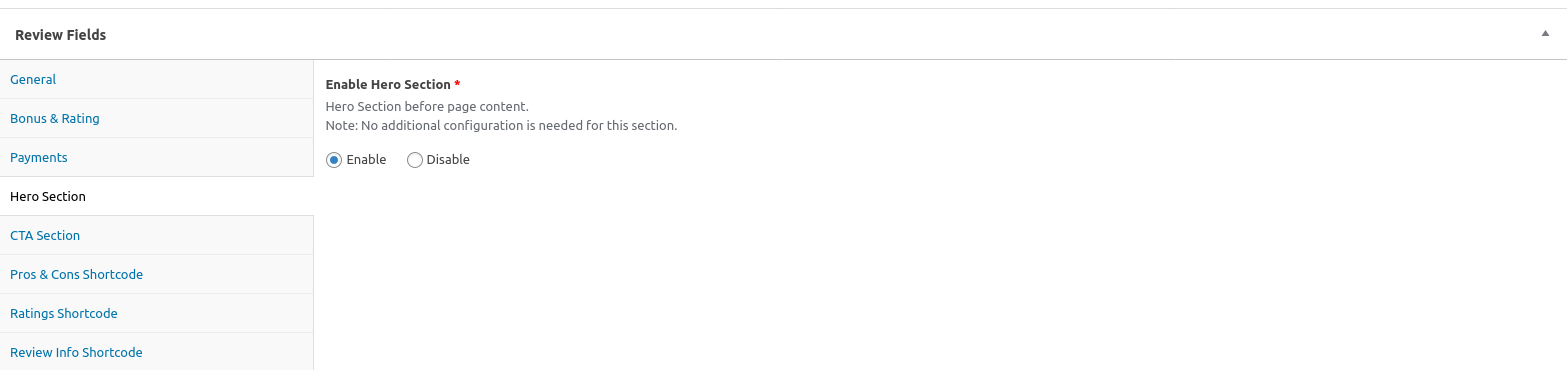 Review Fields
General
Bonus & Rating
Payments
Hero Section
CTA Section
Pros & Cons Shortcode
Ratings Shortcode
Review Info Shortcode
Enable Hero Section *
Hero Section before page content.
Note: No additional configuration is needed for this section.
Enable Disable